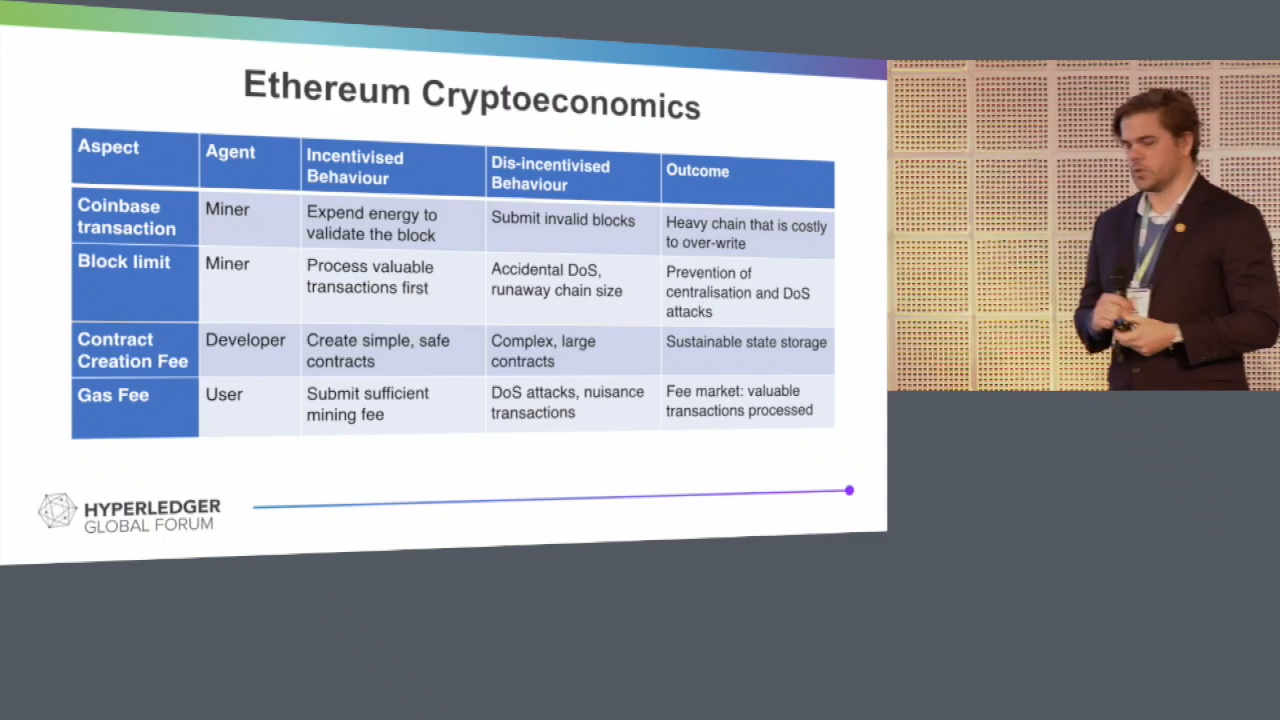 Ethereum Cryptoeconomics
Aspect
Agent
Incentivised
Behaviour
Dis-incentivised
Behaviour
Outcome
Coinbase
transaction
Miner
Expend energy to
validate the block
Submit invalid blocks
Heavy chain that is costly
to over-write
Block limit
Miner
Process valuable
transactions first
Accidental DoS,
runaway chain size
Prevention of
centralisation and DoS
attacks
Contract
Creation Fee
Developer
Create simple, safe
contracts
Complex, large
contracts
Sustainable state storage
Gas Fee
User
Submit sufficient
mining fee
DoS attacks, nuisance
transactions
Fee market: valuable
transactions processed
HYPERLEDGER
GLOBAL FORUM